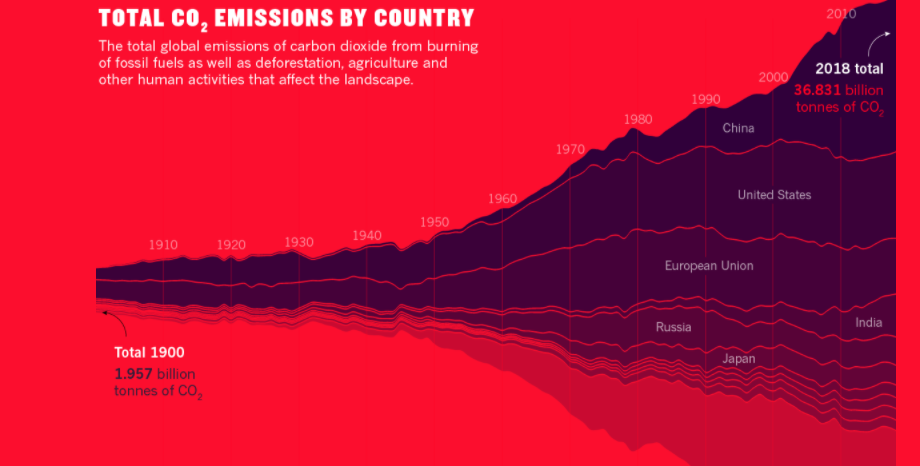 TOTAL CO2 EMISSIONS BY COUNTRY
The total global emissions of carbon dioxide from burning
of fossil fuels as well as deforestation, agriculture and
other human activities that affect the landscape.
2010
2018 total
36.831 billion
tonnes of CO2
2000
1990
1980
1970
1960
1950
1940
1930
1920
1910
China
United States
European Union
India
Russia
Japan
Total 1900
1.957 billion
tonnes of CO2